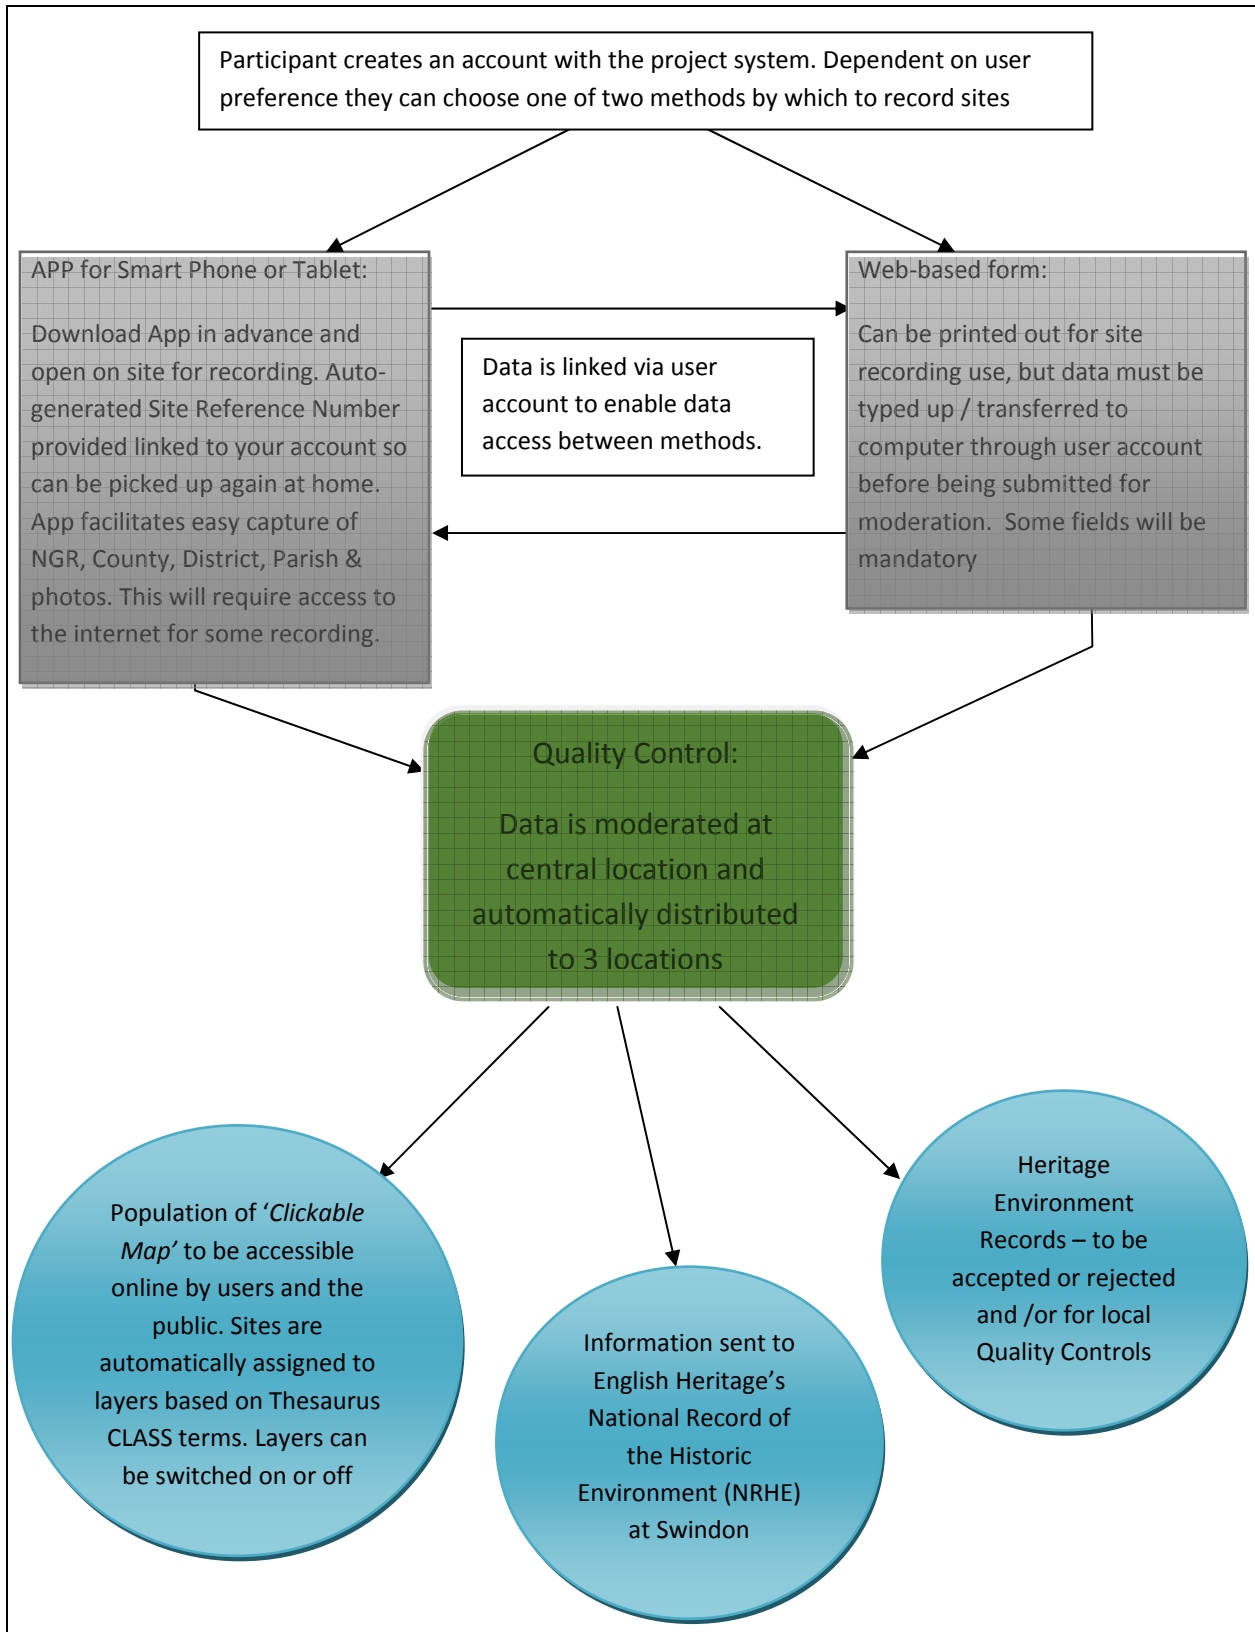 Participant creates an account with the project system. Dependent on user
preference they can choose one of two methods by which to record sites
APP for Smart Phone or Tablet:
Download App in advance and
open on site for recording. Auto-
generated Site Reference Number
provided linked to your account so
can be picked up again at home.
App facilitates easy capture of
NGR, County, District, Parish &
photos. This will require access to
the internet for some recording.
Data is linked via user
account to enable data
access between methods.
Web-based form:
Can be printed out for site
recording use, but data must be
typed up / transferred to
computer through user account
before being submitted for
moderation.  Some fields will be
mandatory
Quality Control:
Data is moderated at
central location and
automatically distributed
to 3 locations
Population of ‘Clickable
Map’ to be accessible
online by users and the
public. Sites are
automatically assigned to
layers based on Thesaurus
CLASS terms. Layers can
be switched on or off
Information sent to
English Heritage’s
National Record of
the Historic
Environment (NRHE)
at Swindon
Heritage
Environment
Records – to be
accepted or rejected
and /or for local
Quality Controls